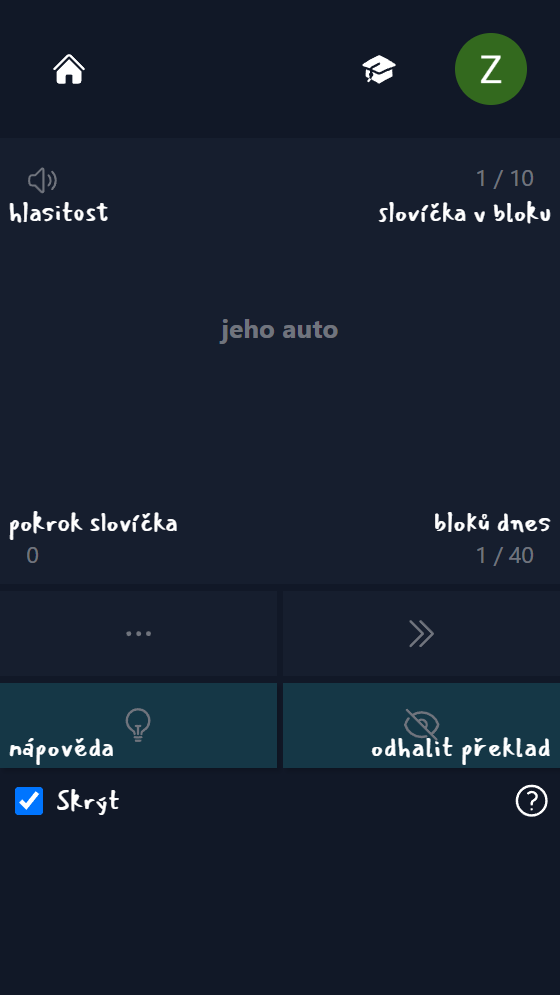 Z
1 / 10
hlasitost
slovíčka v bloku
jeho auto
pokrok slovíčka
bloků dnes
0
1 / 40
nápověda
odhalit překlad
Skrýt